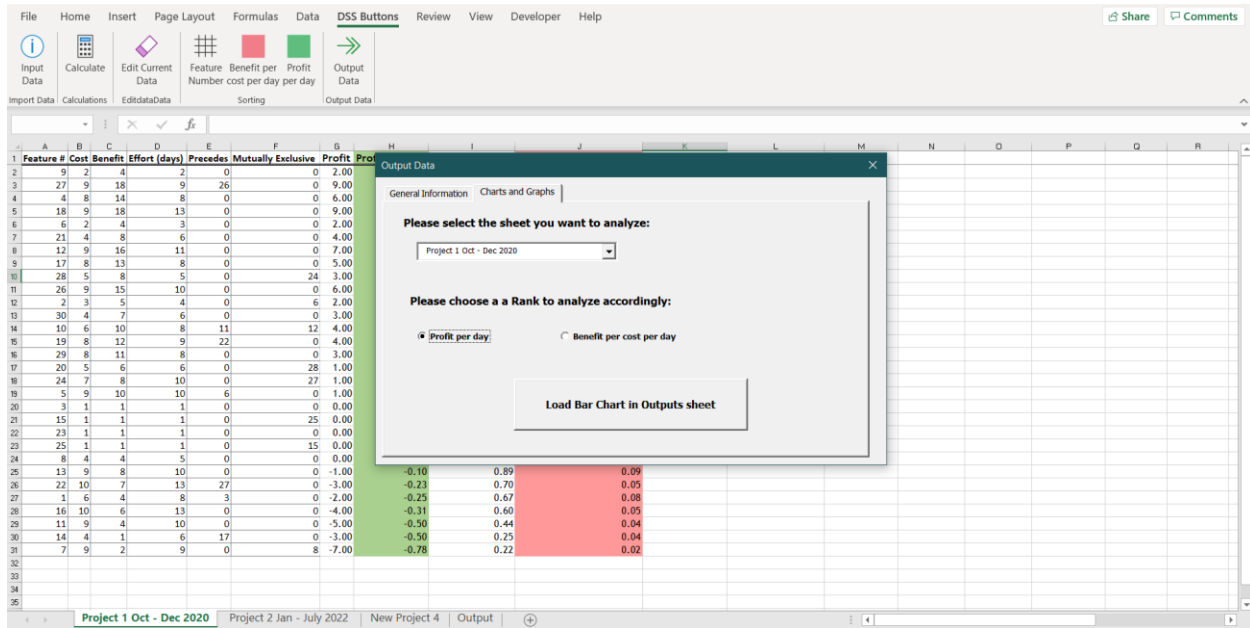 File Home Insert Page Layout Formulas Data DSS Buttons Review View Developer Help Share Comments
Input Calculate Edit Current Feature Benefit per Profit Output
Data Data Number cost per day per day Data
Import Data Calculations EditdataData Sorting Output Data
fx
A B C D E F G H I J K L M N O P Q R
1 Feature # Cost Benefit Effort (days) Precedes Mutually Exclusive Profit Prof
2 9 2 4 2 0 0 2.00
3 27 9 18 9 26 0 9.00
4 4 8 14 8 0 0 6.00
5 18 9 18 13 0 0 9.00
6 6 2 4 3 0 0 2.00
7 21 4 8 6 0 0 4.00
8 12 9 16 11 0 0 7.00
9 17 8 13 8 0 0 5.00
10 28 5 8 5 0 24 3.00
11 26 9 15 10 0 0 6.00
12 2 3 5 4 0 6 2.00
13 30 4 7 6 0 0 3.00
14 10 6 10 8 11 12 4.00
15 19 8 12 9 22 0 4.00
16 29 8 11 8 0 0 3.00
17 20 5 6 6 0 28 1.00
18 24 7 8 10 0 27 1.00
19 5 9 10 10 6 0 1.00
20 3 1 1 1 0 0 0.00
21 15 1 1 1 0 25 0.00
22 23 1 1 1 0 0 0.00
23 25 1 1 1 0 15 0.00
24 8 4 4 5 0 0 0.00
25 13 9 8 10 0 0 -1.00 -0.10 0.89 0.09
26 22 10 7 13 27 0 -3.00 -0.23 0.70 0.05
27 1 6 4 8 3 0 -2.00 -0.25 0.67 0.08
28 16 10 6 13 0 0 -4.00 -0.31 0.60 0.05
29 11 9 4 10 0 0 -5.00 -0.50 0.44 0.04
30 14 4 1 6 17 0 -3.00 -0.50 0.25 0.04
31 7 9 2 9 0 8 -7.00 -0.78 0.22 0.02
32
33
34
35
Output Data
General Information Charts and Graphs
Please select the sheet you want to analyze:
Project 1 Oct - Dec 2020
Please choose a a Rank to analyze accordingly:
Profit per day Benefit per cost per day
Load Bar Chart in Outputs sheet
Project 1 Oct - Dec 2020 Project 2 Jan - July 2022 New Project 4 Output